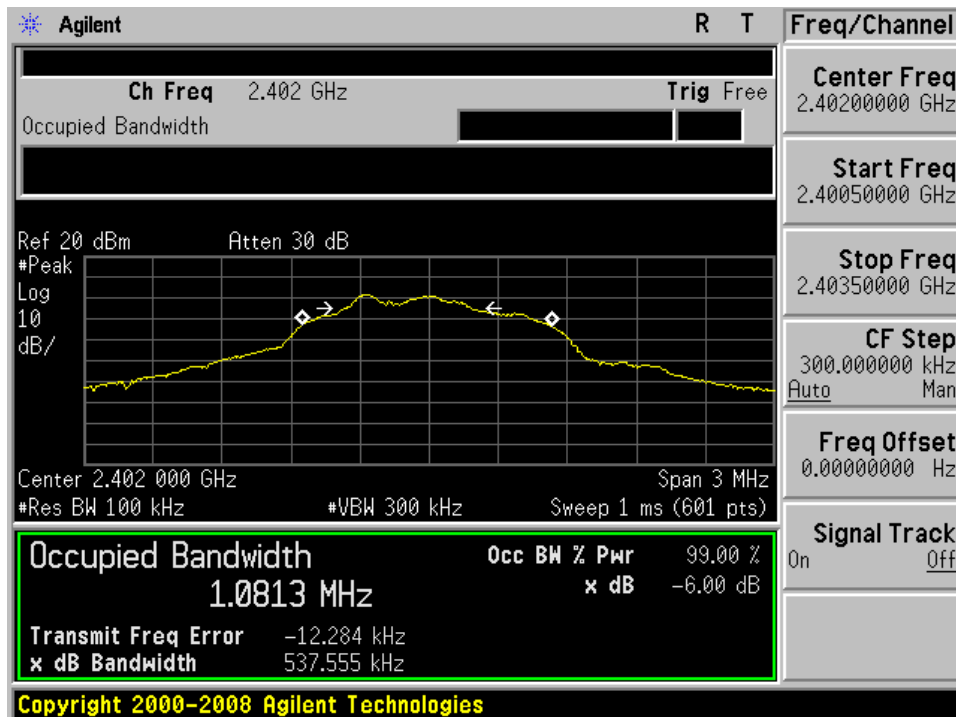 Agilent R T
Ch Freq 2.402 GHz Trig Free
Occupied Bandwidth
Ref 20 dBm Atten 30 dB
#Peak
Log
10
dB/
Center 2.402 000 GHz Span 3 MHz
#Res BW 100 kHz #VBW 300 kHz Sweep 1 ms (601 pts)
Occupied Bandwidth Occ BW % Pwr 99.00 %
1.0813 MHz x dB -6.00 dB
Transmit Freq Error -12.284 kHz
x dB Bandwidth 537.555 kHz
Copyright 2000-2008 Agilent Technologies
Freq/Channel
Center Freq
2.40200000 GHz
Start Freq
2.40050000 GHz
Stop Freq
2.40350000 GHz
CF Step
300.000000 kHz
Auto Man
Freq Offset
0.00000000 Hz
Signal Track
On Off